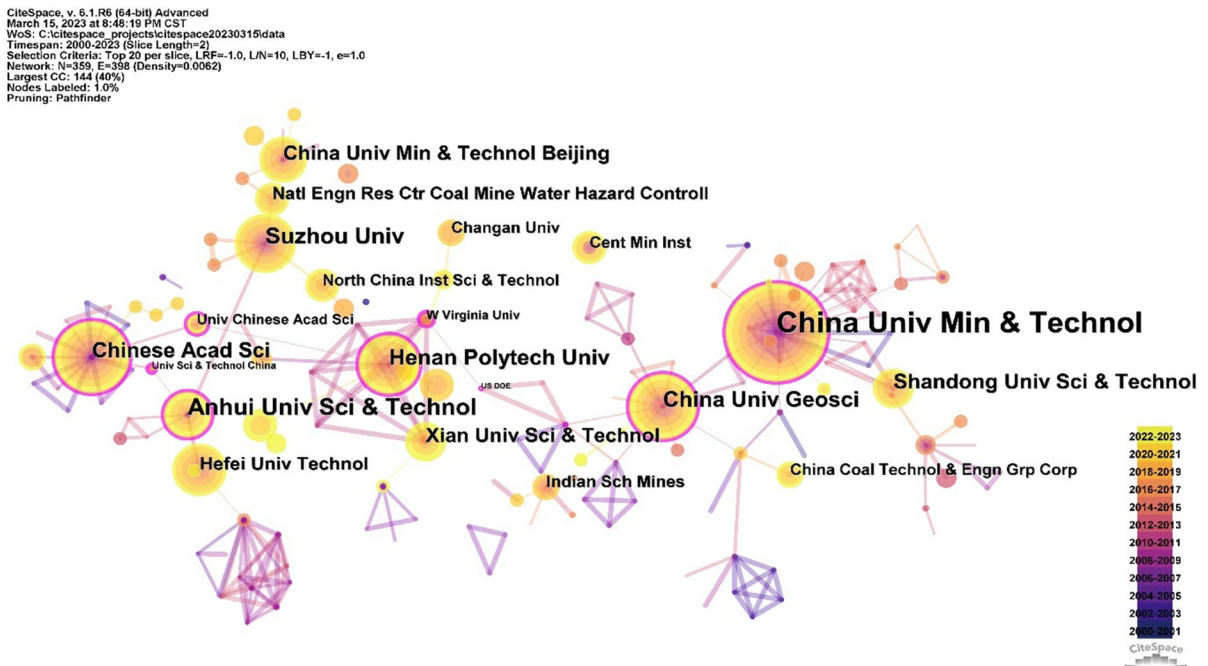 CiteSpace, v. 6.1.R6 (64-bit) Advanced
March 15, 2023 at 8:48:19 PM CST
WoS: C:\citespace_projects\citespace20230315\data
Timespan: 2000-2023 (Slice Length=2)
Selection Criteria: Top 20 per slice, LRF=-1.0, L/N=10, LBY=-1, e=1.0
Network: N=359, E=398 (Density=0.0062)
Largest CC: 144 (40%)
Nodes Labeled: 1.0%
Pruning: Pathfinder
China Univ Min & Technol Beijing
Natl Engn Res Ctr Coal Mine Water Hazard Controll
Suzhou Univ
Changan Univ
Cent Min Inst
North China Inst Sci & Technol
Univ Chinese Acad Sci
W Virginia Univ
China Univ Min & Technol
Chinese Acad Sci
Henan Polytech Univ
Univ Sci & Technol China
US DOE
Shandong Univ Sci & Technol
China Univ Geosci
Anhui Univ Sci & Technol
Xian Univ Sci & Technol
Hefei Univ Technol
China Coal Technol & Engn Grp Corp
Indian Sch Mines
2022-2023
2020-2021
2018-2019
2016-2017
2014-2015
2012-2013
2010-2011
2008-2009
2006-2007
2004-2005
2002-2003
2000-2001
CiteSpace